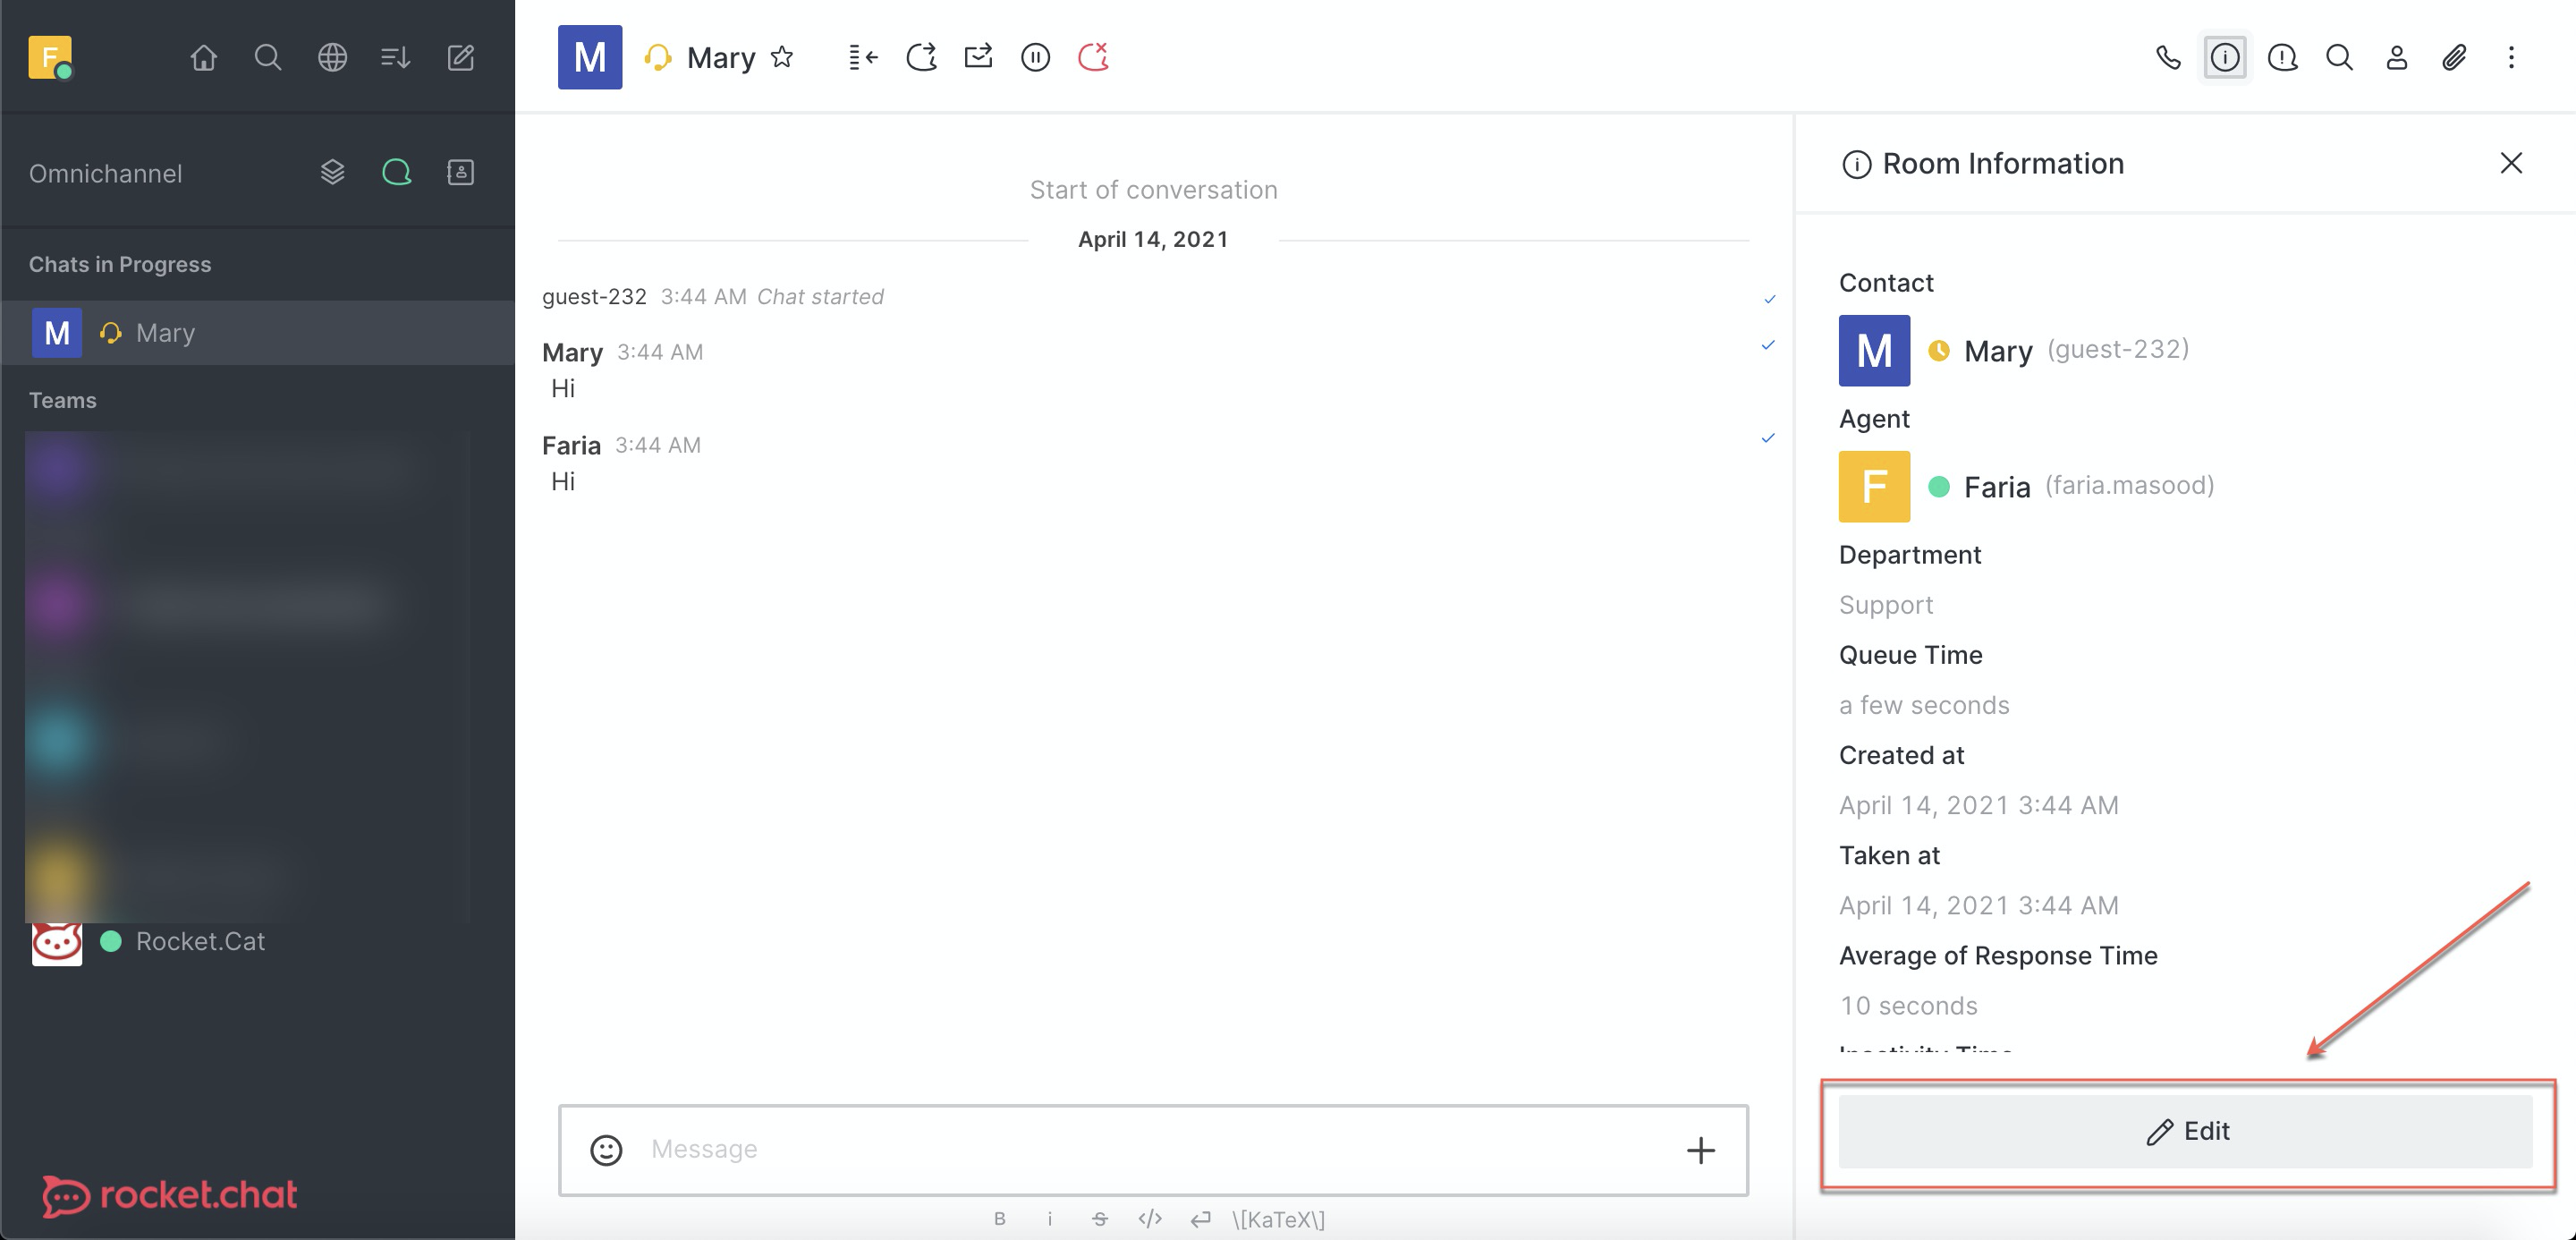 F
Omnichannel
Chats in Progress
M Mary
Teams
Rocket.Cat
rocket.chat
M Mary
Start of conversation
April 14, 2021
guest-232 3:44 AM Chat started
Mary 3:44 AM
Hi
Faria 3:44 AM
Hi
Message
B i S </> \[KaTeX\]
Room Information
Contact
M Mary (guest-232)
Agent
F Faria (faria.masood)
Department
Support
Queue Time
a few seconds
Created at
April 14, 2021 3:44 AM
Taken at
April 14, 2021 3:44 AM
Average of Response Time
10 seconds
Inactivity Time
Edit